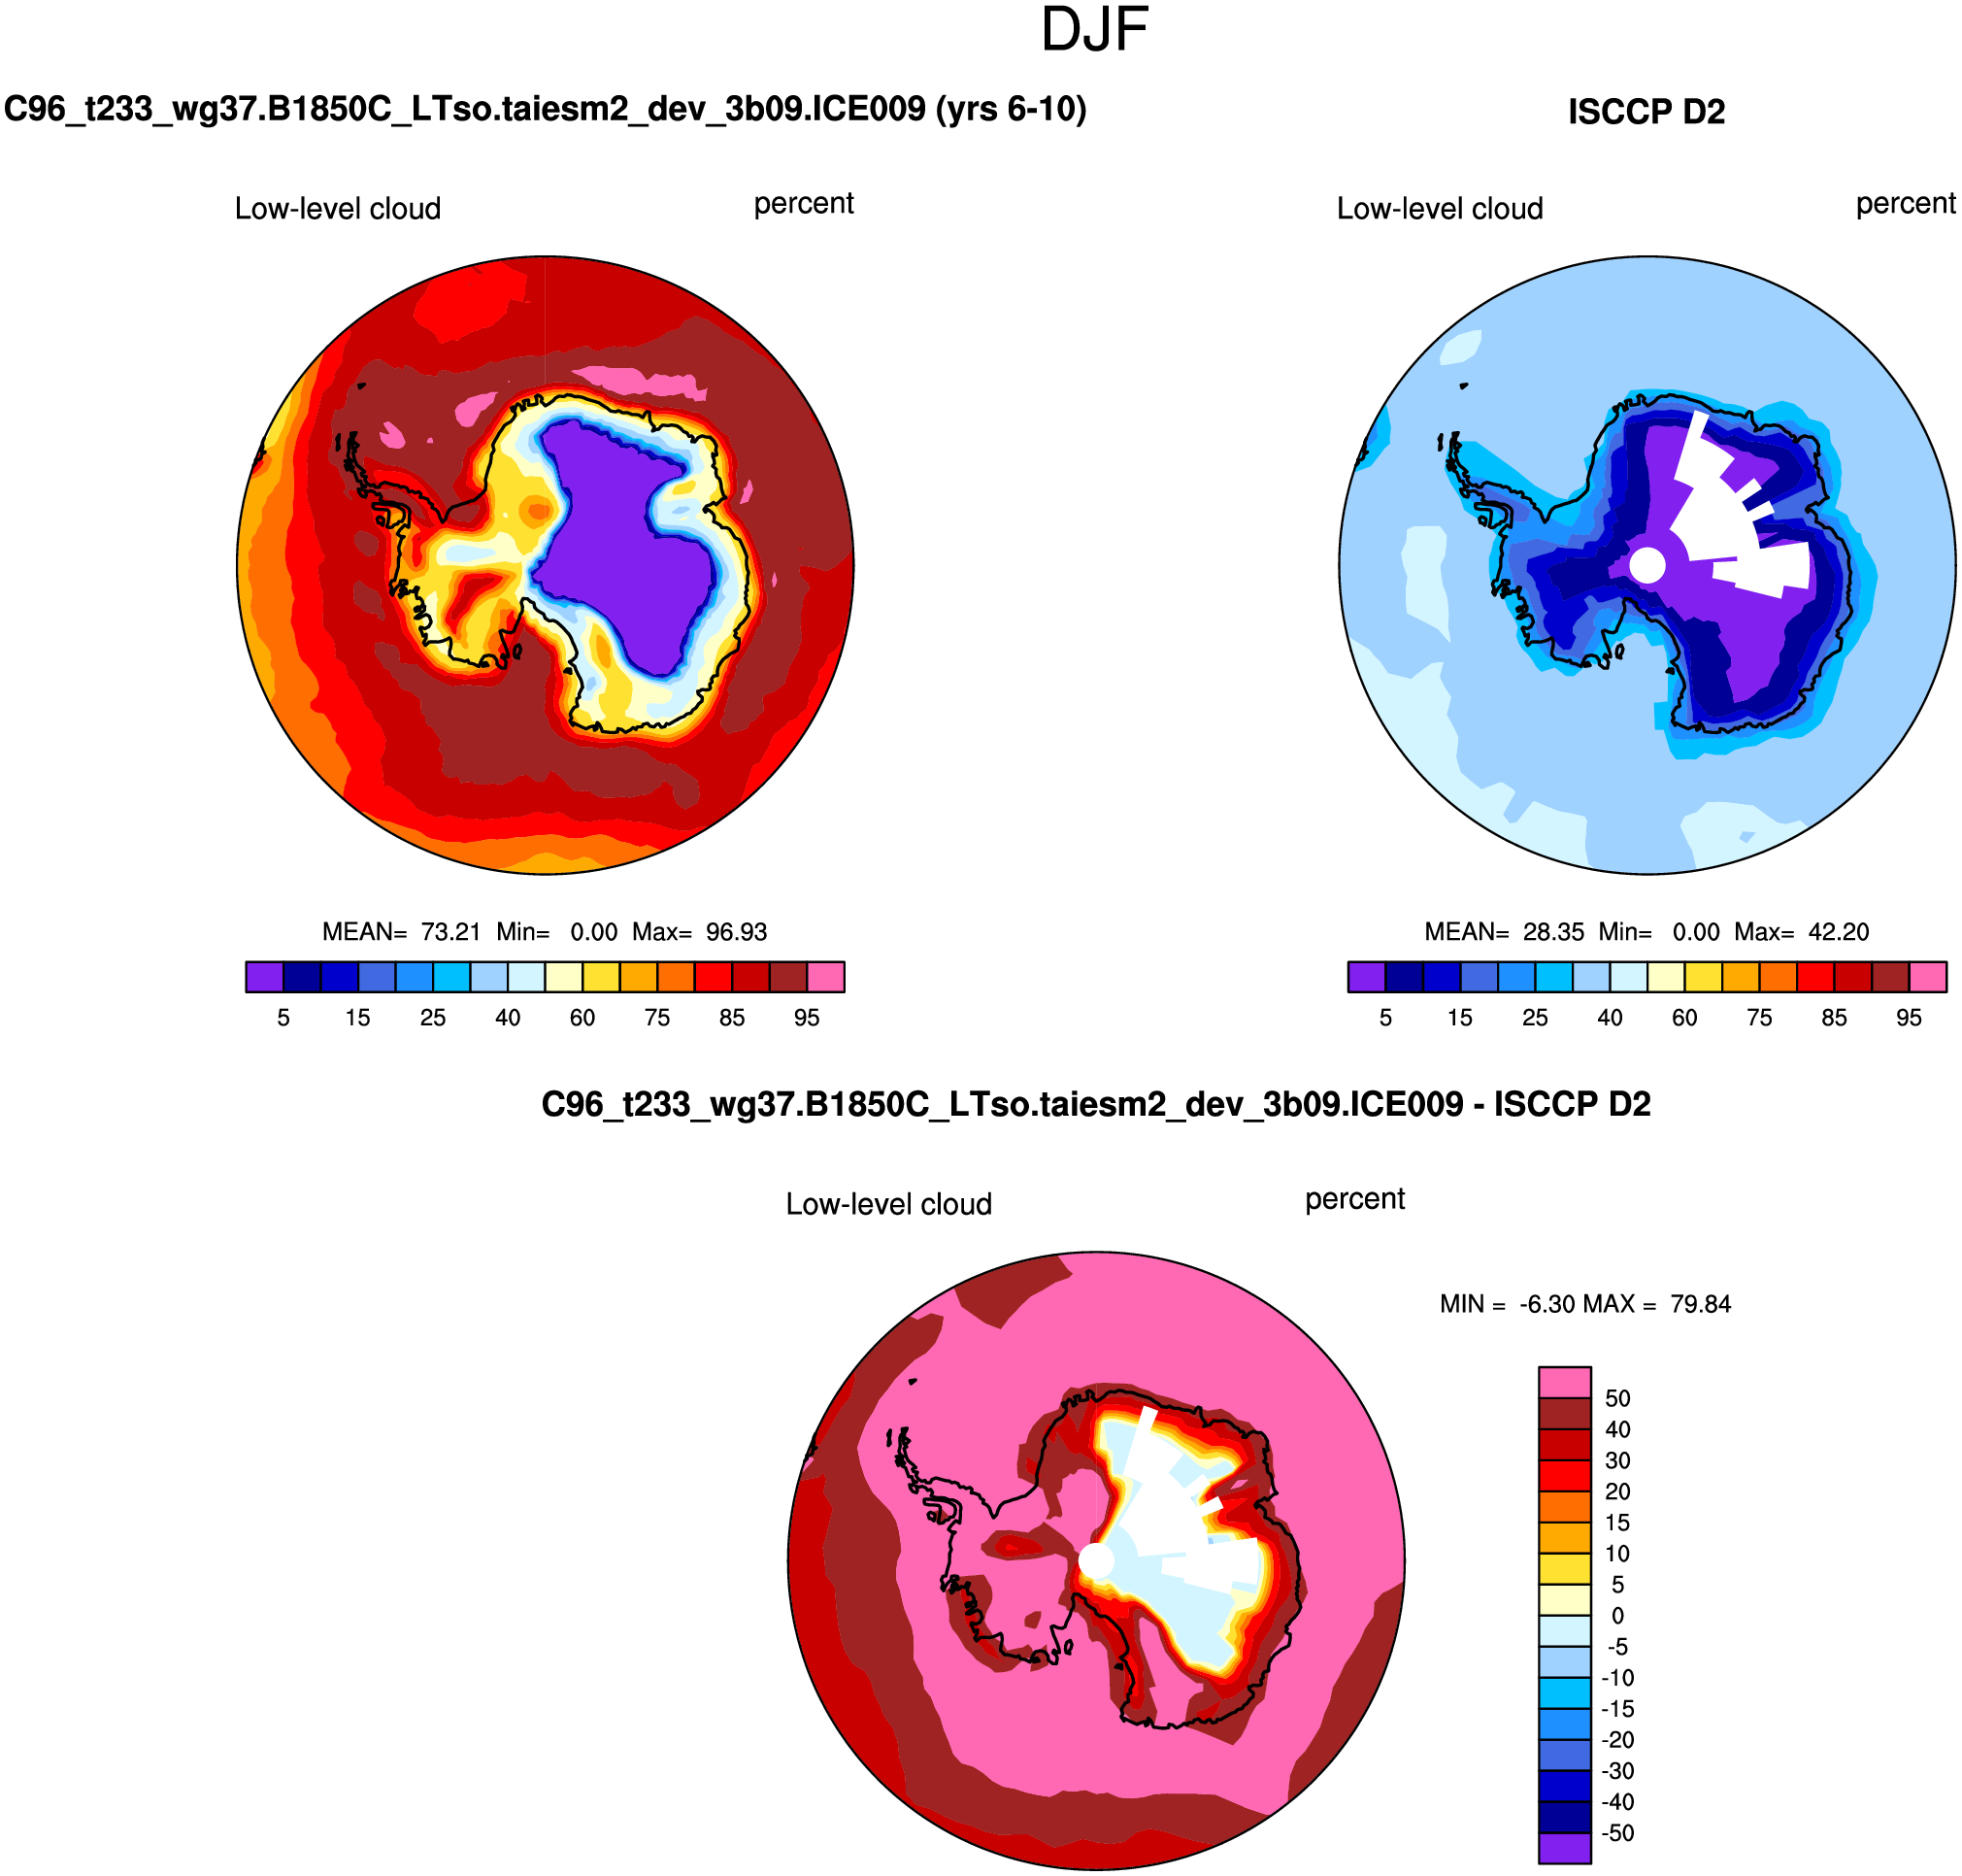 DJF
C96_t233_wg37.B1850C_LTso.taiesm2_dev_3b09.ICE009 (yrs 6-10)
ISCCP D2
Low-level cloud percent
Low-level cloud percent
MEAN= 73.21 Min= 0.00 Max= 96.93
MEAN= 28.35 Min= 0.00 Max= 42.20
5 15 25 40 60 75 85 95
5 15 25 40 60 75 85 95
C96_t233_wg37.B1850C_LTso.taiesm2_dev_3b09.ICE009 - ISCCP D2
Low-level cloud percent
MIN = -6.30 MAX = 79.84
50
40
30
20
15
10
5
0
-5
-10
-15
-20
-30
-40
-50